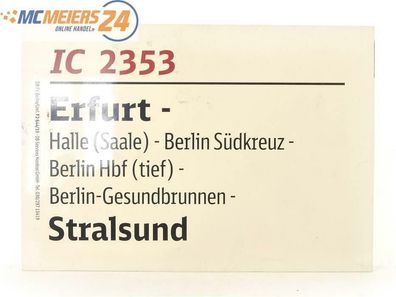 MCMEIERS24
ONLINE HANDEL
IC 2353
Erfurt -
Halle (Saale) - Berlin Südkreuz -
Berlin Hbf (tief) -
Berlin-Gesundbrunnen -
Stralsund